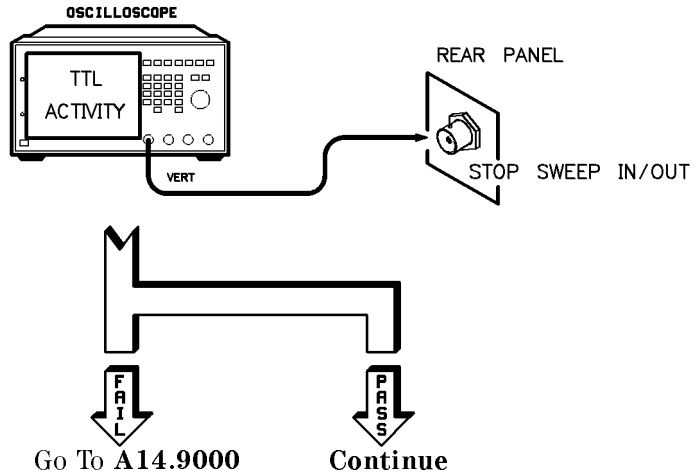 OSCILLOSCOPE
TTL
ACTIVITY
VERT
REAR PANEL
STOP SWEEP IN/OUT
FAIL
PASS
Go To A14.9000
Continue